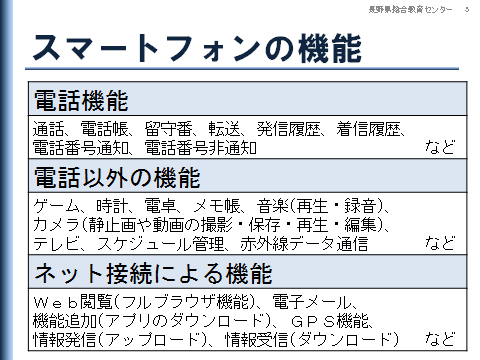 長野県総合教育センター 3
スマートフォンの機能
電話機能
通話、電話帳、留守番、転送、発信履歴、着信履歴、
電話番号通知、電話番号非通知 など
電話以外の機能
ゲーム、時計、電卓、メモ帳、音楽(再生・録音)、
カメラ(静止画や動画の撮影・保存・再生・編集)、
テレビ、スケジュール管理、赤外線データ通信 など
ネット接続による機能
Ｗｅｂ閲覧(フルブラウザ機能)、電子メール、
機能追加(アプリのダウンロード)、ＧＰＳ機能、
情報発信(アップロード)、情報受信(ダウンロード) など